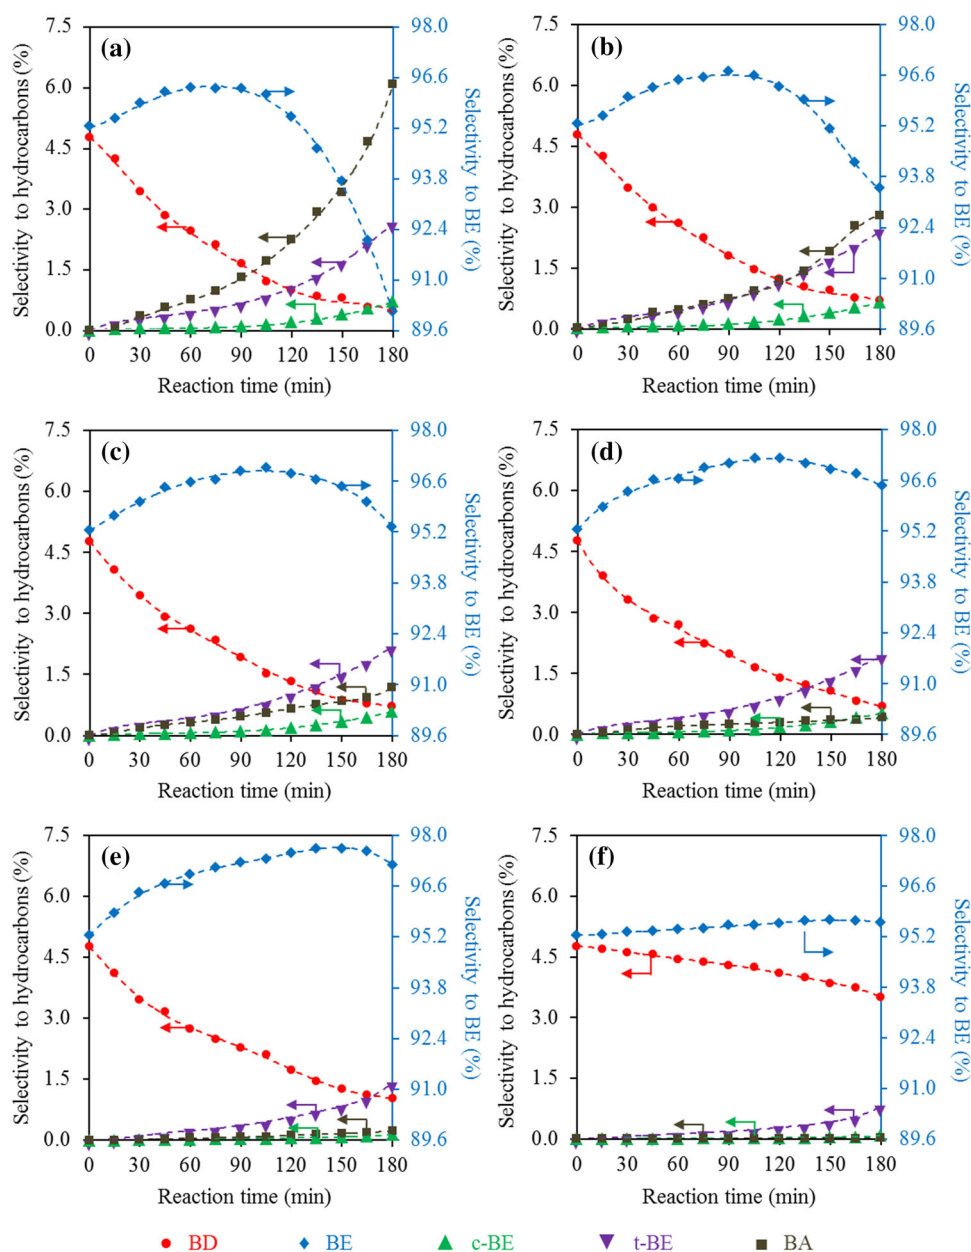 (a)
Selectivity to hydrocarbons (%)
7.5
6.0
4.5
3.0
1.5
0.0
98.0
96.6
95.2
93.8
92.4
91.0
89.6
Selectivity to BE (%)
0 30 60 90 120 150 180
Reaction time (min)
(b)
Selectivity to hydrocarbons (%)
7.5
6.0
4.5
3.0
1.5
0.0
98.0
96.6
95.2
93.8
92.4
91.0
89.6
Selectivity to BE (%)
0 30 60 90 120 150 180
Reaction time (min)
(c)
Selectivity to hydrocarbons (%)
7.5
6.0
4.5
3.0
1.5
0.0
98.0
96.6
95.2
93.8
92.4
91.0
89.6
Selectivity to BE (%)
0 30 60 90 120 150 180
Reaction time (min)
(d)
Selectivity to hydrocarbons (%)
7.5
6.0
4.5
3.0
1.5
0.0
98.0
96.6
95.2
93.8
92.4
91.0
89.6
Selectivity to BE (%)
0 30 60 90 120 150 180
Reaction time (min)
(e)
Selectivity to hydrocarbons (%)
7.5
6.0
4.5
3.0
1.5
0.0
98.0
96.6
95.2
93.8
92.4
91.0
89.6
Selectivity to BE (%)
0 30 60 90 120 150 180
Reaction time (min)
(f)
Selectivity to hydrocarbons (%)
7.5
6.0
4.5
3.0
1.5
0.0
98.0
96.6
95.2
93.8
92.4
91.0
89.6
Selectivity to BE (%)
0 30 60 90 120 150 180
Reaction time (min)
BD BE c-BE t-BE BA